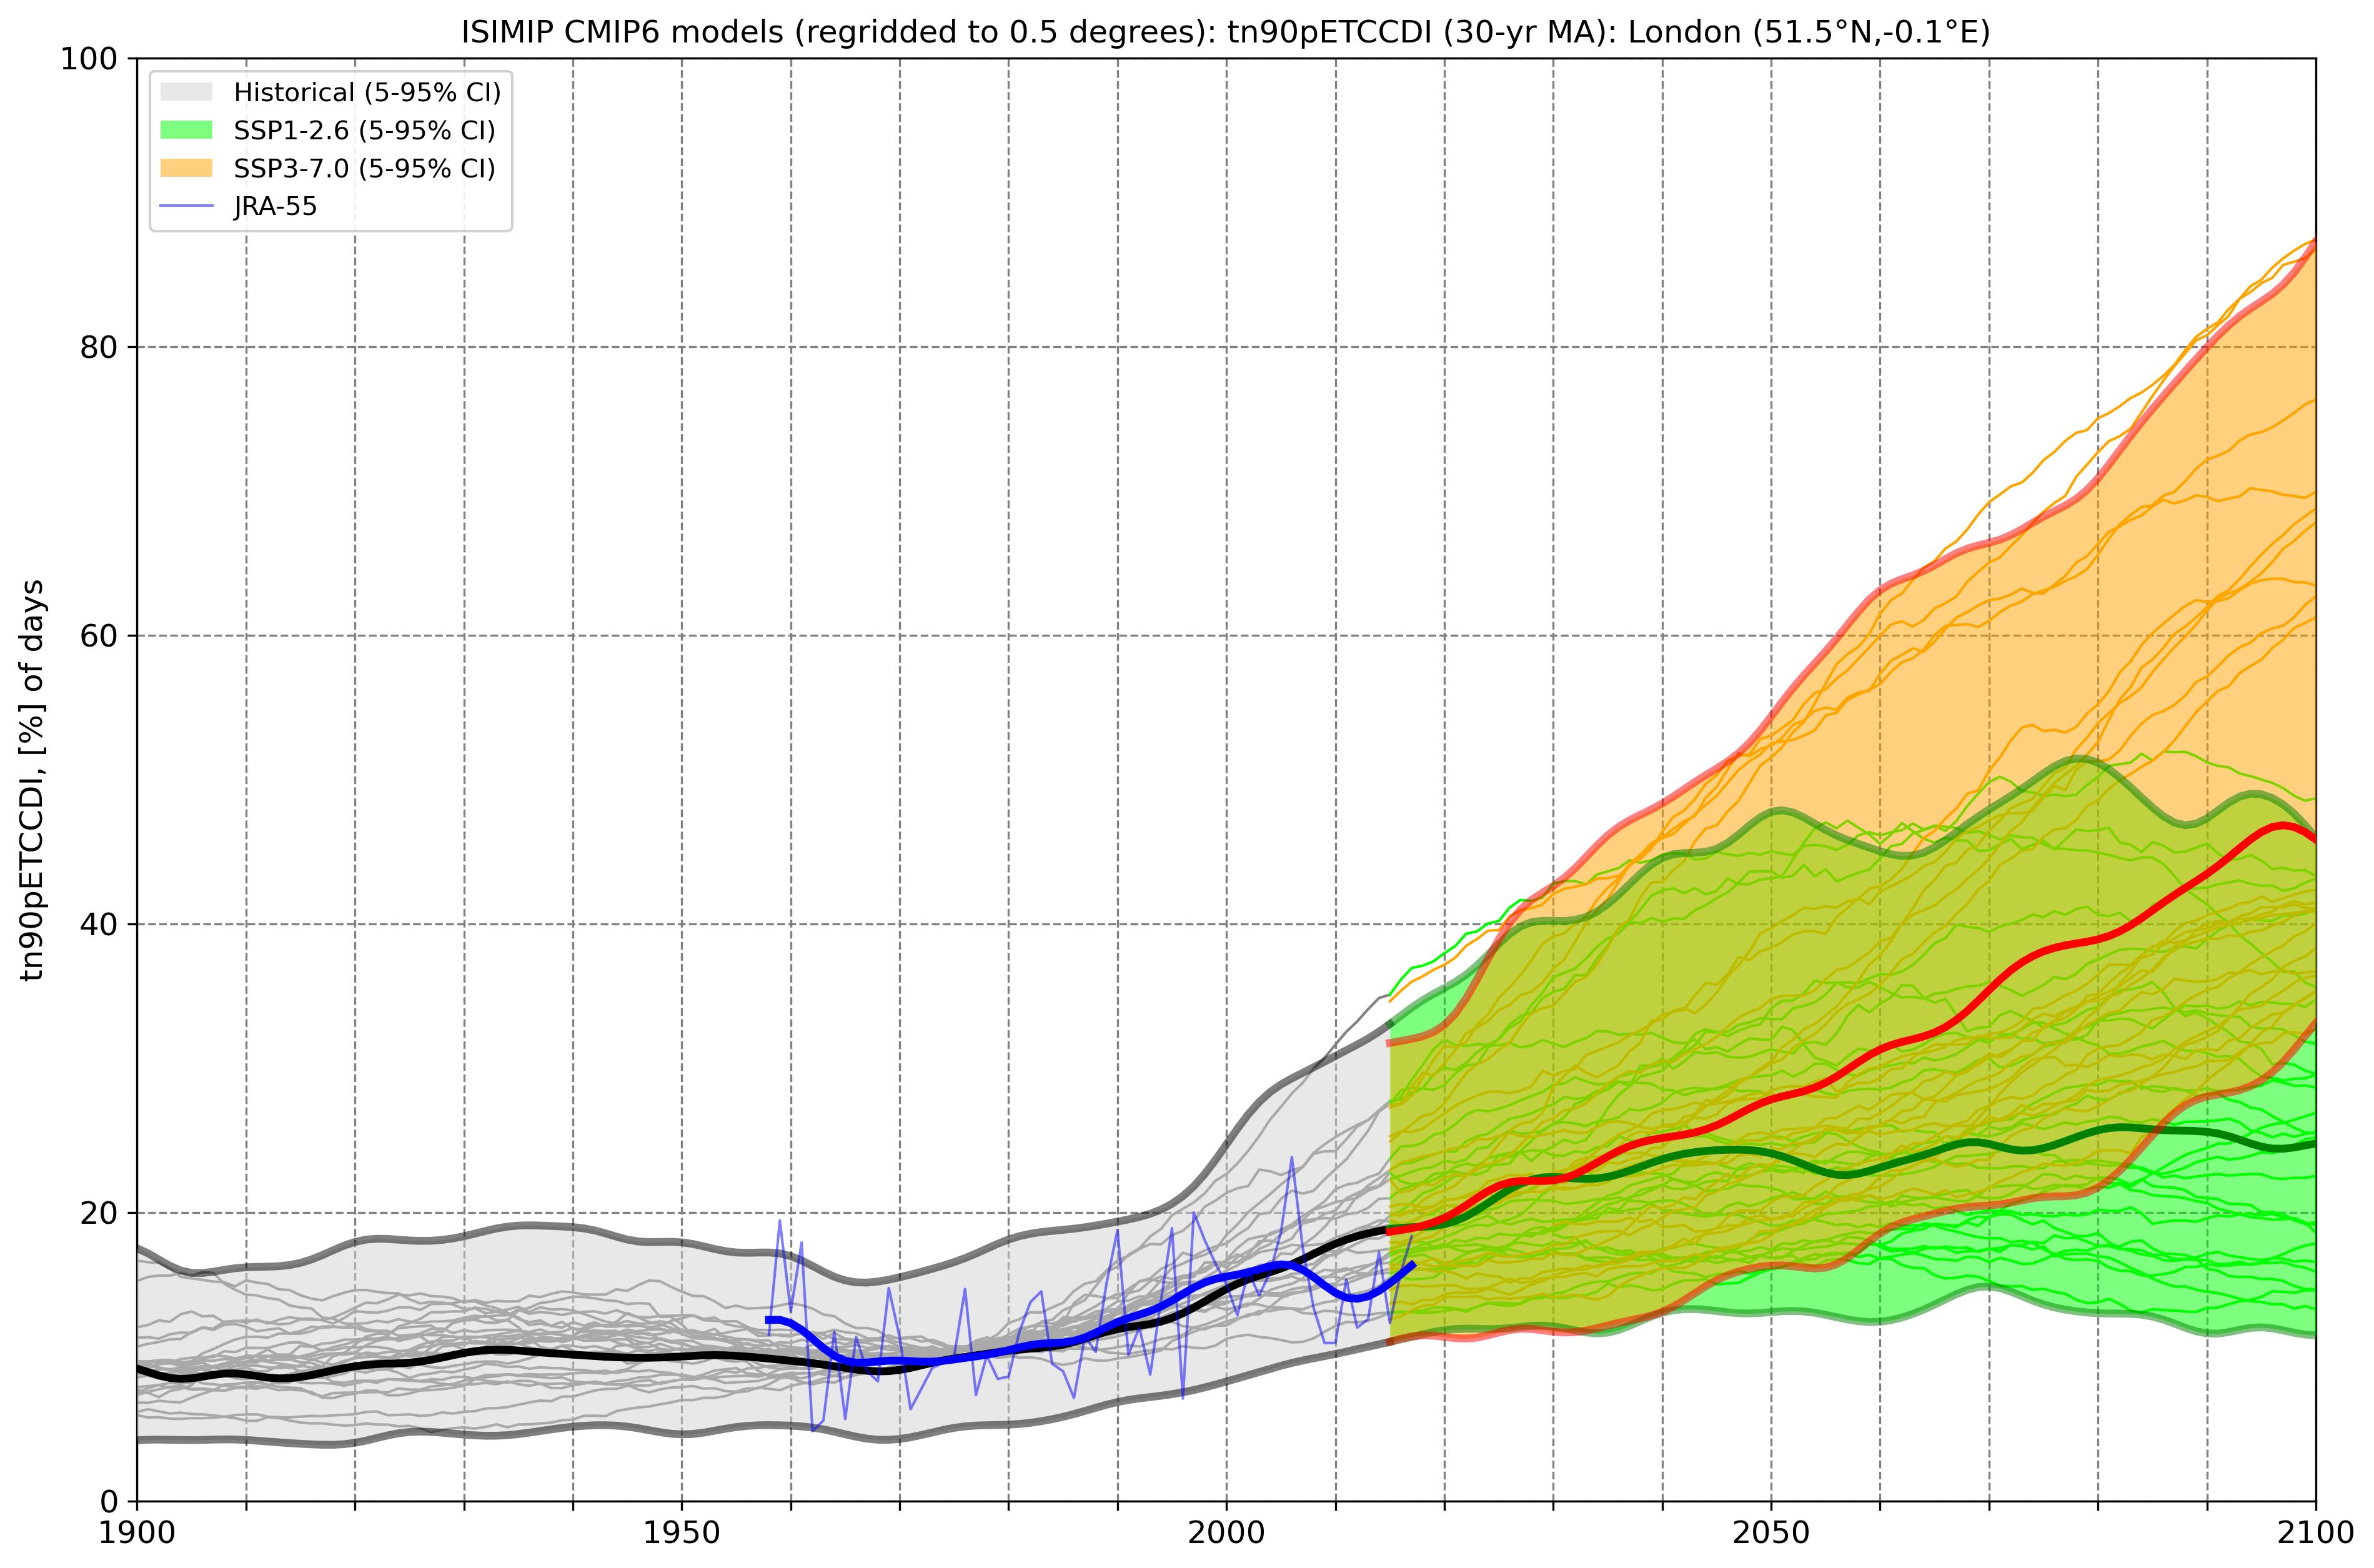 ISIMIP CMIP6 models (regridded to 0.5 degrees): tn90pETCCDI (30-yr MA): London (51.5°N,-0.1°E)
100
80
60
40
20
0
tn90pETCCDI, [%] of days
Historical (5-95% CI)
SSP1-2.6 (5-95% CI)
SSP3-7.0 (5-95% CI)
JRA-55
1900
1950
2000
2050
2100